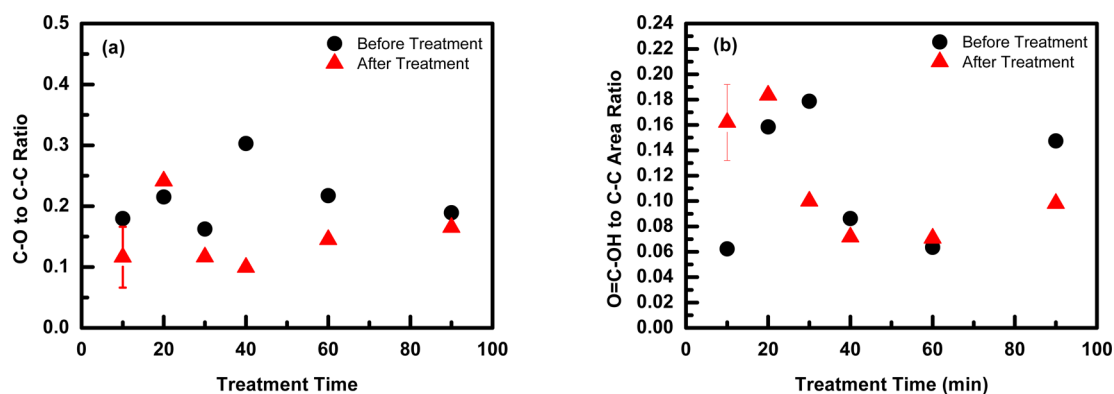 (a)
Before Treatment
After Treatment
C-O to C-C Ratio
0.5
0.4
0.3
0.2
0.1
0.0
0 20 40 60 80 100
Treatment Time
(b)
Before Treatment
After Treatment
O=C-OH to C-C Area Ratio
0.24
0.22
0.20
0.18
0.16
0.14
0.12
0.10
0.08
0.06
0.04
0.02
0.00
0 20 40 60 80 100
Treatment Time (min)